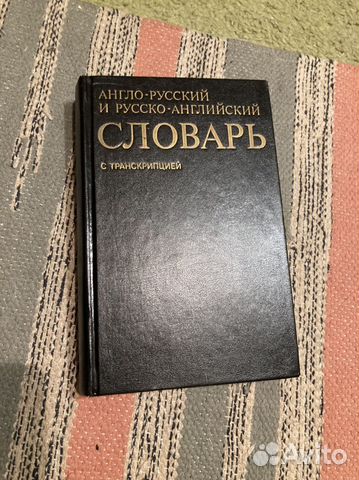 АНГЛО-РУССКИЙ
И РУССКО-АНГЛИЙСКИЙ
СЛОВАРЬ
С ТРАНСКРИПЦИЕЙ
Avito